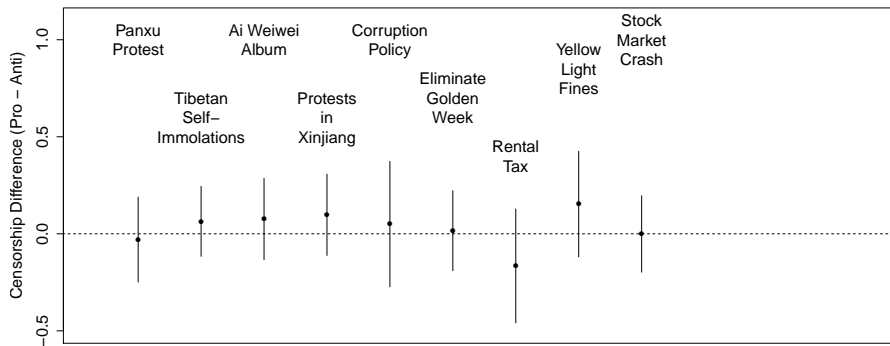 Censorship Difference (Pro − Anti)
1.0
0.5
0.0
−0.5
Panxu
Protest
Tibetan
Self−
Immolations
Ai Weiwei
Album
Protests
in
Xinjiang
Corruption
Policy
Eliminate
Golden
Week
Rental
Tax
Yellow
Light
Fines
Stock
Market
Crash